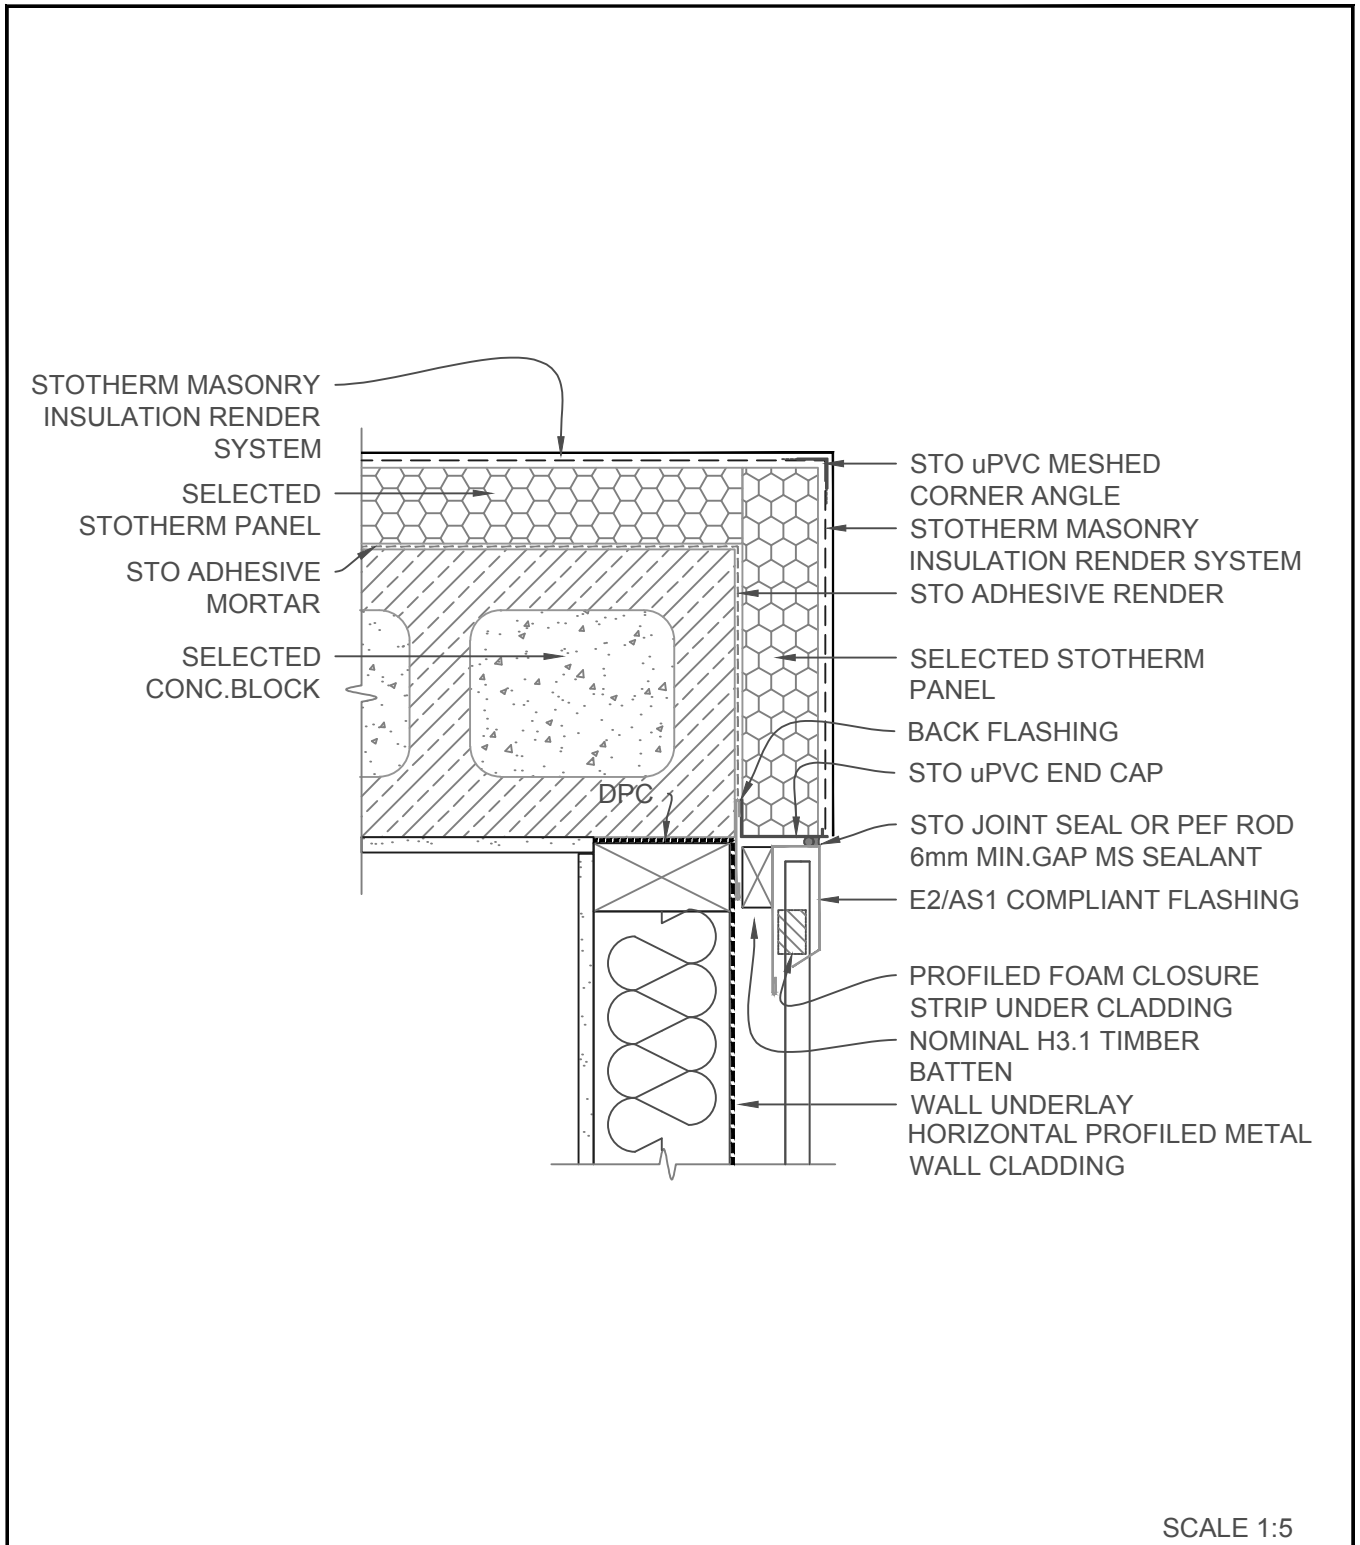 STOTHERM MASONRY
INSULATION RENDER
SYSTEM
SELECTED
STOTHERM PANEL
STO ADHESIVE
MORTAR
SELECTED
CONC.BLOCK
DPC
STO uPVC MESHED
CORNER ANGLE
STOTHERM MASONRY
INSULATION RENDER SYSTEM
STO ADHESIVE RENDER
SELECTED STOTHERM
PANEL
BACK FLASHING
STO uPVC END CAP
STO JOINT SEAL OR PEF ROD
6mm MIN.GAP MS SEALANT
E2/AS1 COMPLIANT FLASHING
PROFILED FOAM CLOSURE
STRIP UNDER CLADDING
NOMINAL H3.1 TIMBER
BATTEN
WALL UNDERLAY
HORIZONTAL PROFILED METAL
WALL CLADDING
SCALE 1:5